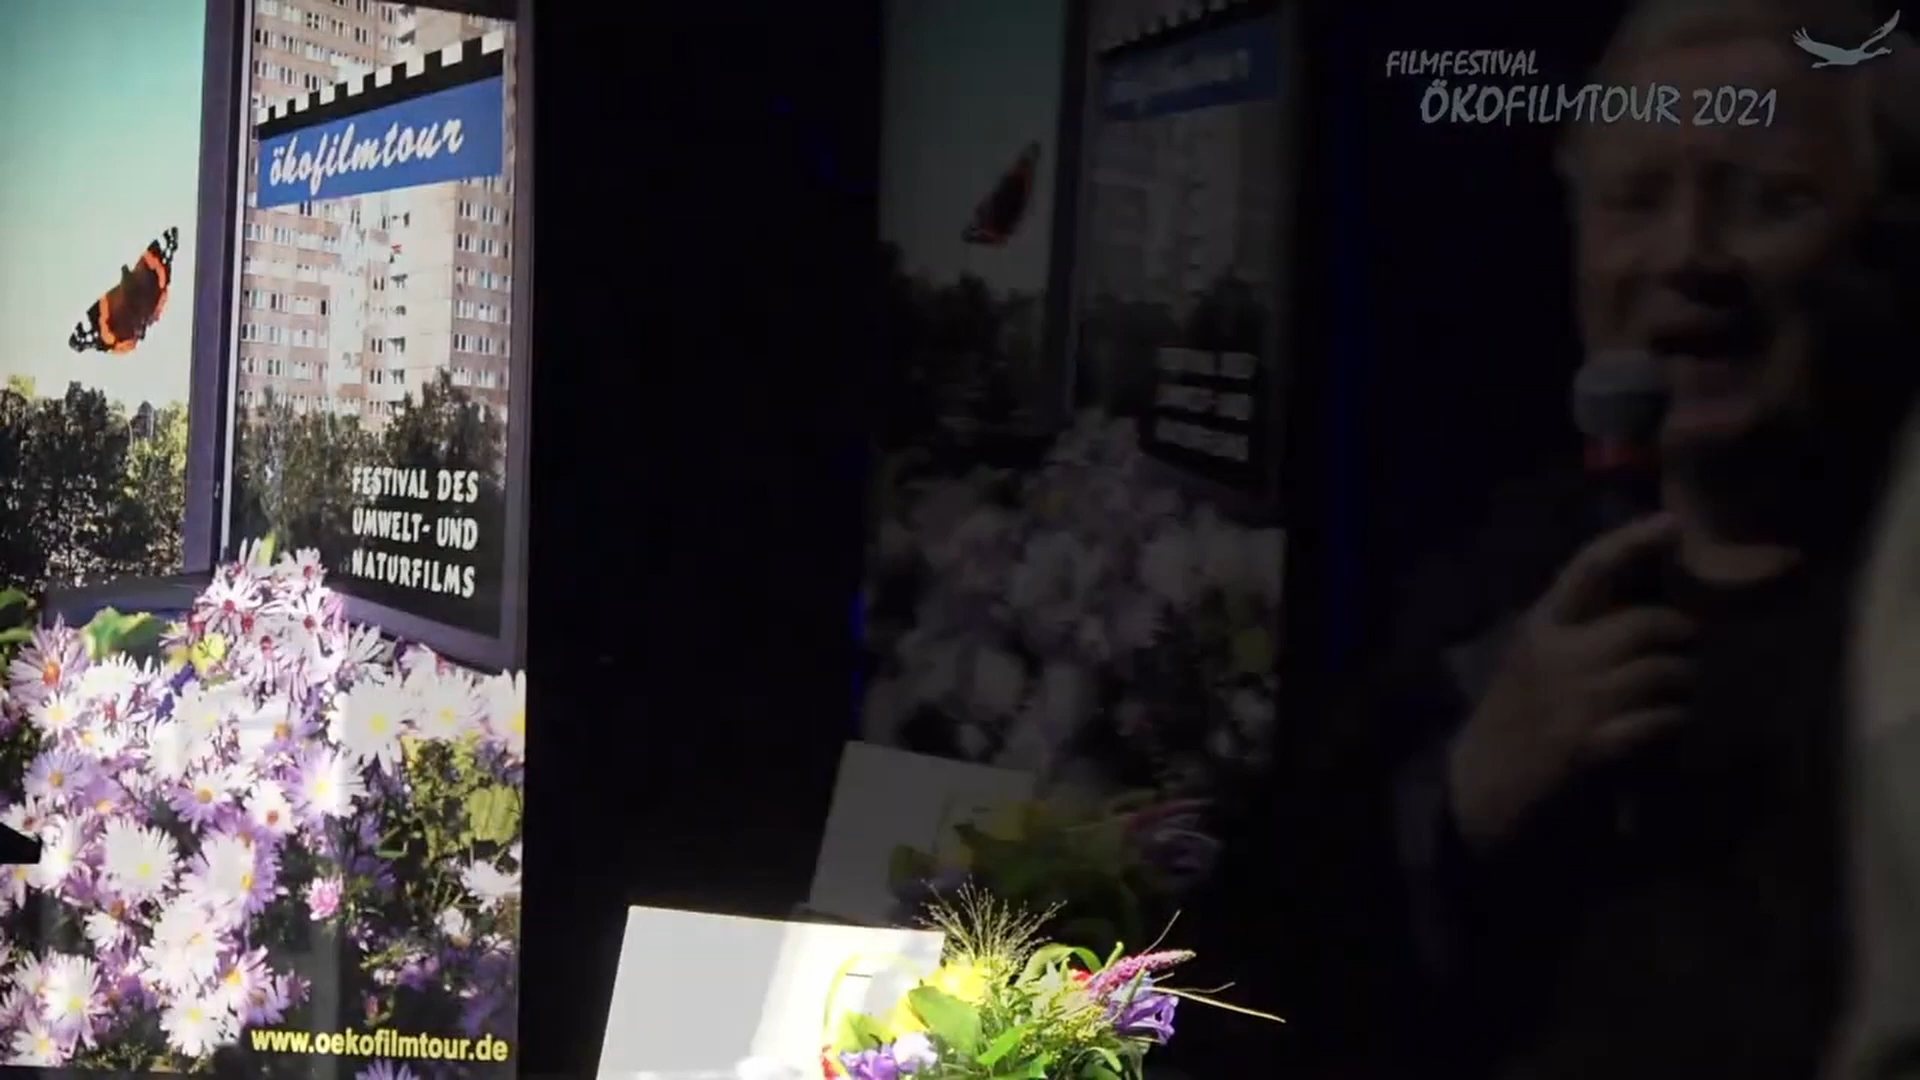 ökofilmtour
FESTIVAL DES
UMWELT- UND
NATURFILMS
www.oekofilmtour.de
FILMFESTIVAL
ÖKOFILMTOUR 2021